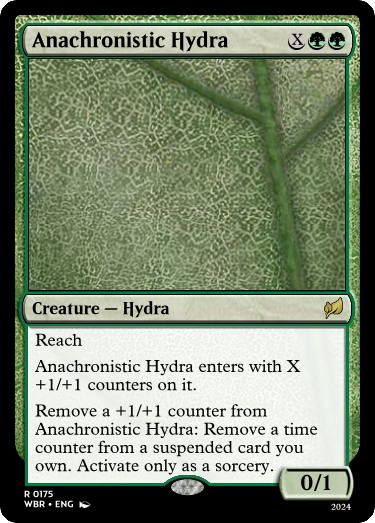 Anachronistic Hydra X
Creature — Hydra
Reach
Anachronistic Hydra enters with X
+1/+1 counters on it.
Remove a +1/+1 counter from
Anachronistic Hydra: Remove a time
counter from a suspended card you
own. Activate only as a sorcery.
0/1
R 0175
WBR • ENG
2024